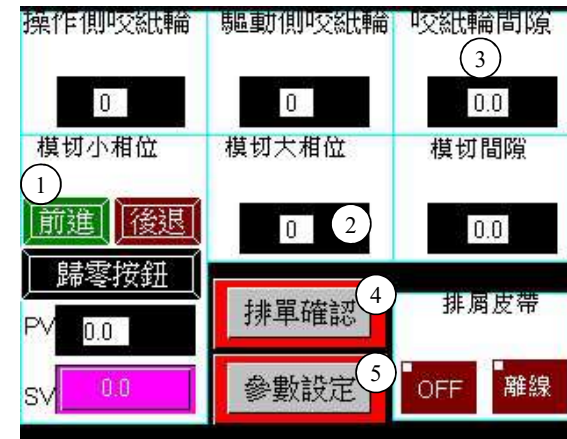 操作側咬紙輪
驅動側咬紙輪
咬紙輪間隙
3
0
0
0.0
模切小相位
模切大相位
模切間隙
1
前進
後退
0
2
0.0
歸零按鈕
排單確認
4
排屑皮帶
PV
0.0
參數設定
5
OFF
離線
SV
0.0